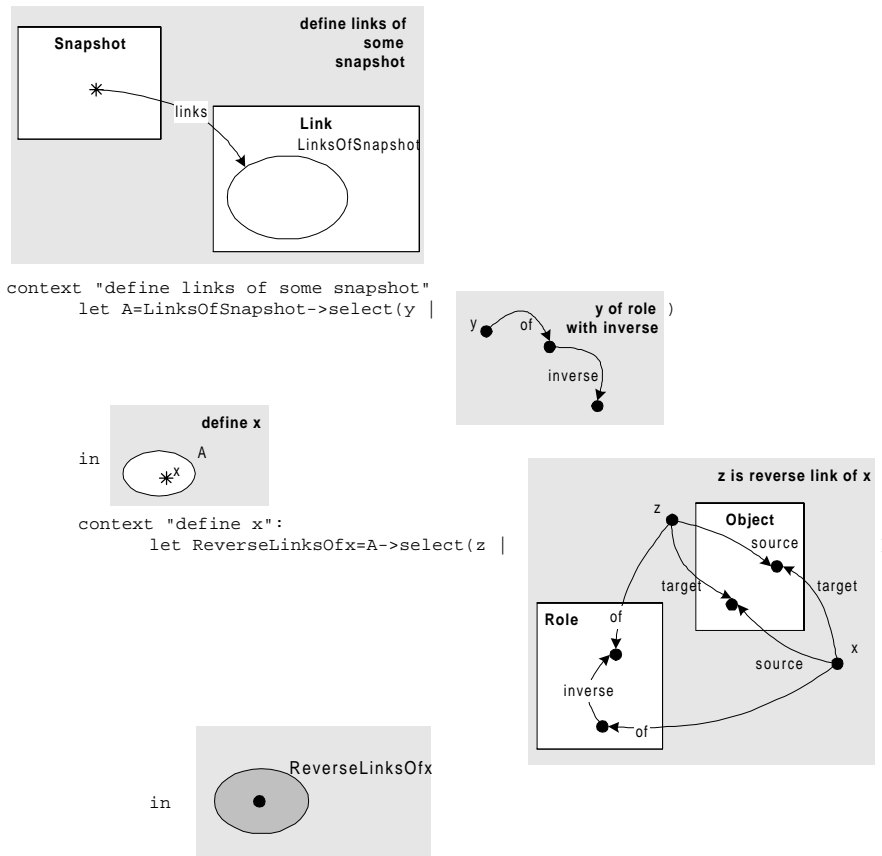 define links of
some
snapshot
Snapshot
links
Link
LinksOfSnapshot
context "define links of some snapshot"
let A=LinksOfSnapshot->select(y | )
y of role
with inverse
y
of
inverse
in
define x
A
x
context "define x":
let ReverseLinksOfx=A->select(z |
z is reverse link of x
z
Object
source
target
target
Role
of
x
source
inverse
of
in
ReverseLinksOfx